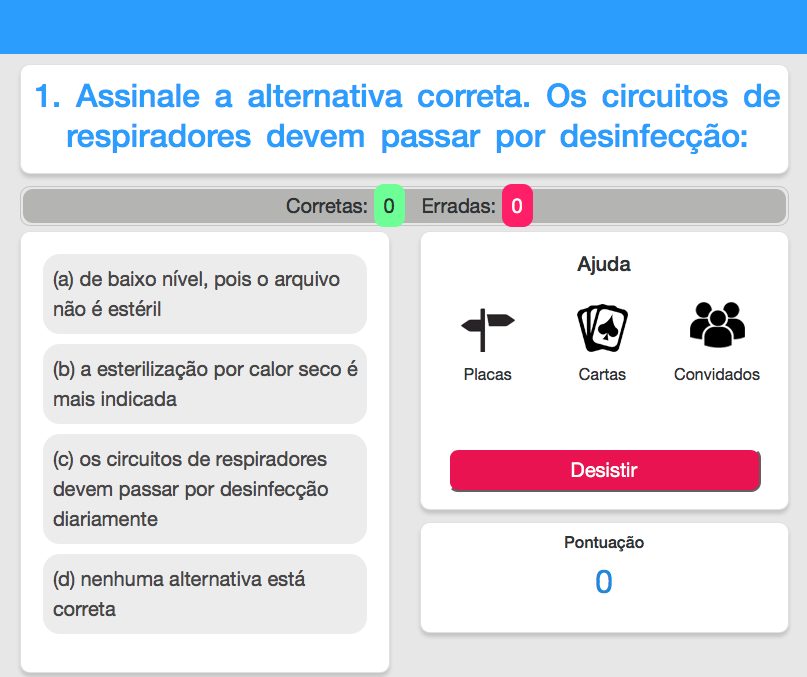 1. Assinale a alternativa correta. Os circuitos de
respiradores devem passar por desinfecção:
Corretas: 0 Erradas: 0
(a) de baixo nível, pois o arquivo
não é estéril
(b) a esterilização por calor seco é
mais indicada
(c) os circuitos de respiradores
devem passar por desinfecção
diariamente
(d) nenhuma alternativa está
correta
Ajuda
Placas Cartas Convidados
Desistir
Pontuação
0